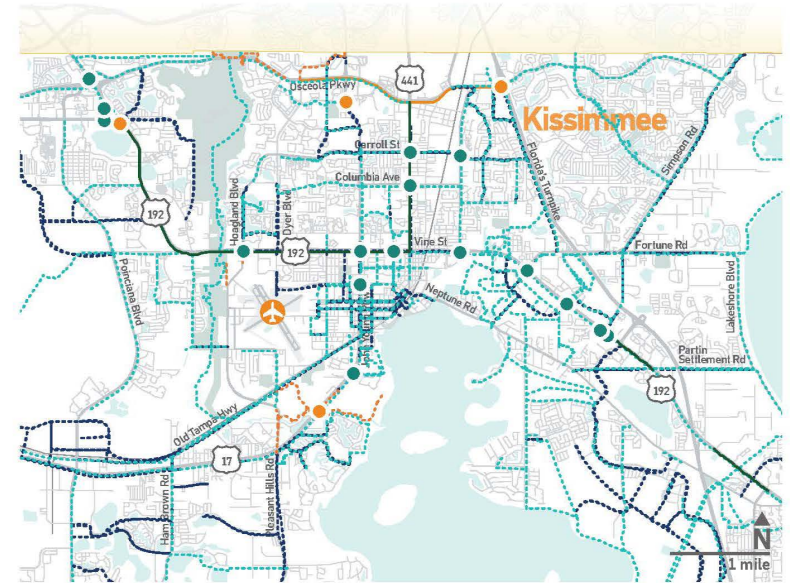 441
Osceola Pkwy
Kissimmee
Carroll St
Simpson Rd
Florida's Turnpike
Columbia Ave
Hoagland Blvd
Dyer Blvd
192
192
Vine St
Fortune Rd
Poinciana Blvd
Lakeshore Blvd
Neptune Rd
Partin
Settlement Rd
192
Old Tampa Hwy
17
Ham Brown Rd
Pleasant Hills Rd
N
1 mile